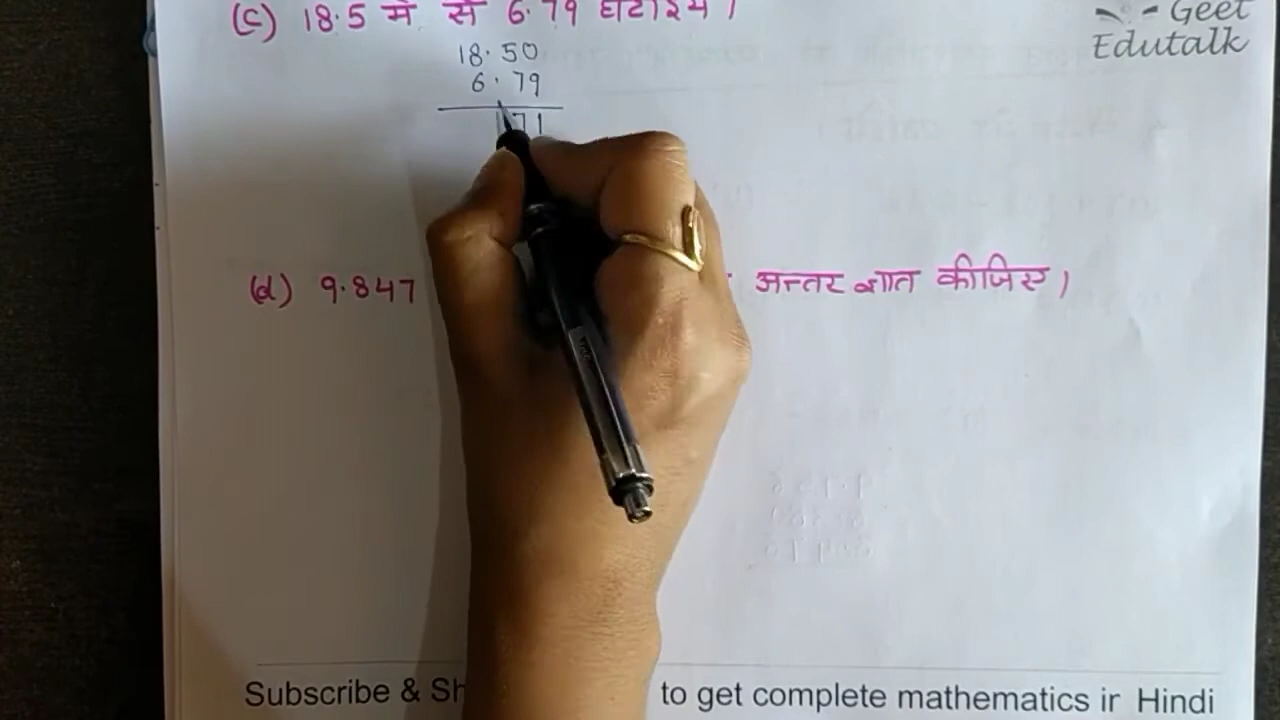 (c) 18.5 में से 6.79 घटाइये।
Geet
Edutalk
18.50
6.79
71
(d) 9.847 अन्तर ज्ञात कीजिए।
Subscribe & Sh to get complete mathematics ir Hindi